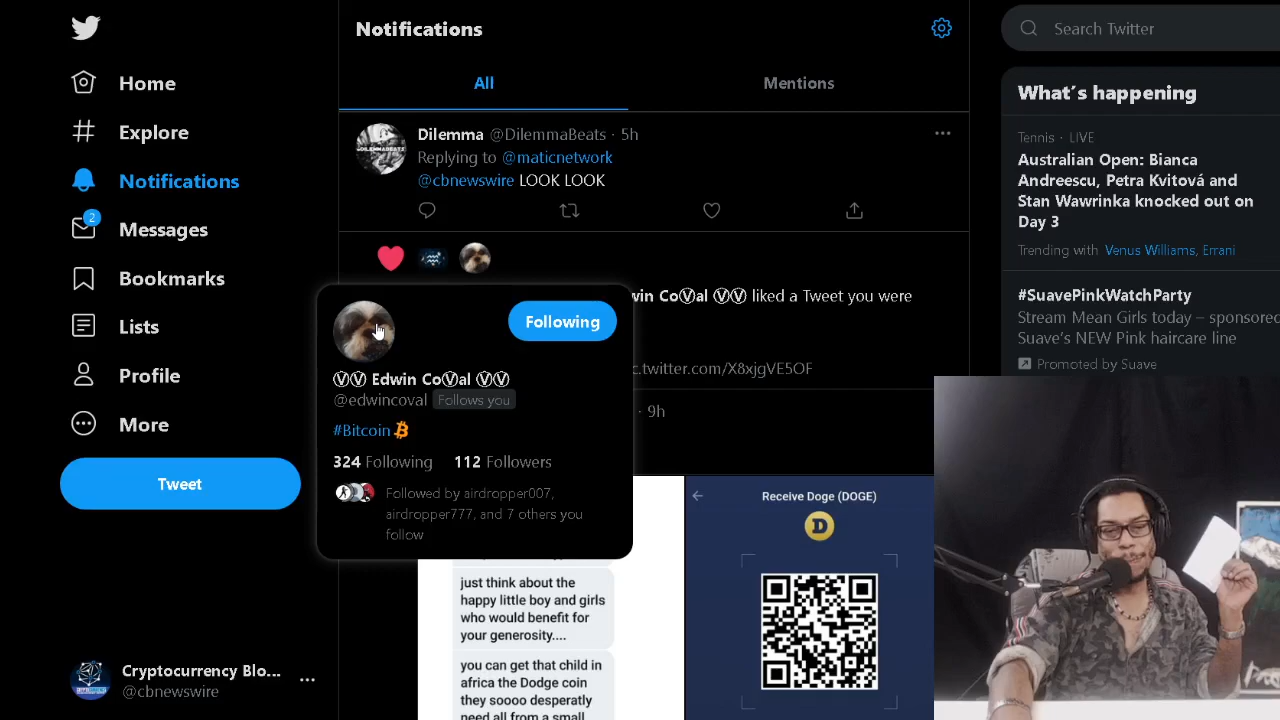 Home
Explore
Notifications
2
Messages
Bookmarks
Lists
Profile
More
Tweet
Cryptocurrency Blo...
@cbnewswire
Notifications
All
Mentions
Dilemma @DilemmaBeats · 5h
Replying to @maticnetwork
@cbnewswire LOOK LOOK
win CoⓋal ⓋⓋ liked a Tweet you were
c.twitter.com/X8xjgVE5OF
· 9h
Following
ⓋⓋ Edwin CoⓋal ⓋⓋ
@edwincoval Follows you
#Bitcoin
324 Following 112 Followers
Followed by airdropper007,
airdropper777, and 7 others you
follow
just think about the
happy little boy and girls
who would benefit for
your generosity....
you can get that child in
africa the Dodge coin
they soooo desperatly
need all from a small
Receive Doge (DOGE)
Search Twitter
What's happening
Tennis · LIVE
Australian Open: Bianca
Andreescu, Petra Kvitová and
Stan Wawrinka knocked out on
Day 3
Trending with Venus Williams, Errani
#SuavePinkWatchParty
Stream Mean Girls today – sponsored
Suave's NEW Pink haircare line
Promoted by Suave